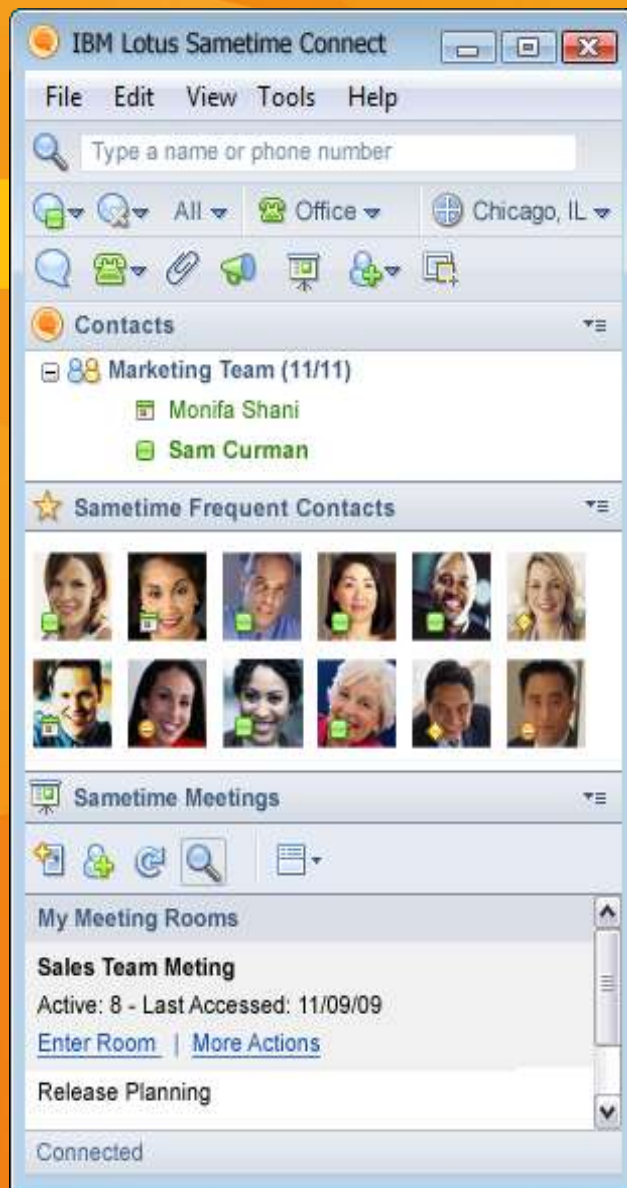 IBM Lotus Sametime Connect
File Edit View Tools Help
Type a name or phone number
All Office Chicago, IL
Contacts
Marketing Team (11/11)
Monifa Shani
Sam Curman
Sametime Frequent Contacts
Sametime Meetings
My Meeting Rooms
Sales Team Meting
Active: 8 - Last Accessed: 11/09/09
Enter Room | More Actions
Release Planning
Connected